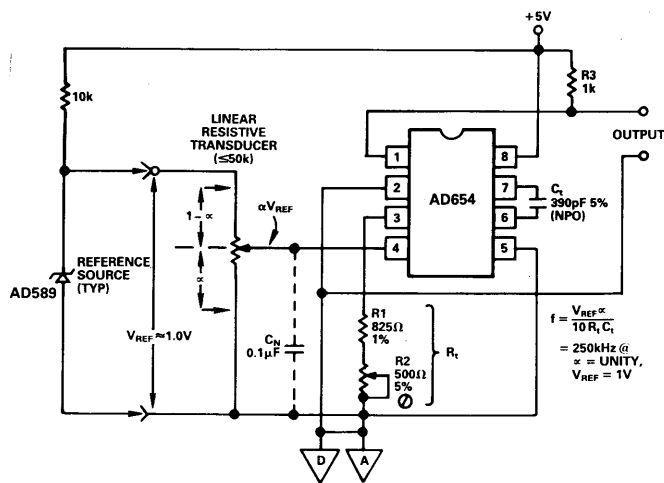 +5V
10k
LINEAR
RESISTIVE
TRANSDUCER
(≤50k)
R3
1k
OUTPUT
1
8
2
7
3
6
4
5
AD654
C_t
390pF 5%
(NPO)
1-∝
∝
αV_REF
REFERENCE
SOURCE
(TYP)
AD589
V_REF≈1.0V
C_N
0.1μF
R1
825Ω
1%
R2
500Ω
5%
R_t
f = V_REF ∝ / 10 R_t C_t
= 250kHz @
∝ = UNITY,
V_REF = 1V
D
A